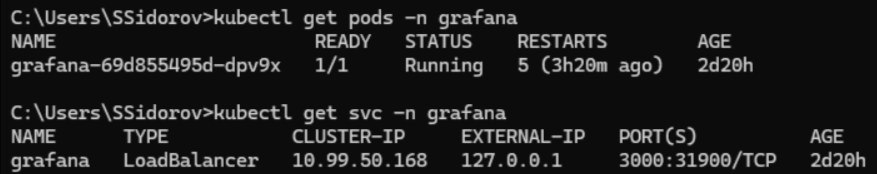 C:\Users\SSidorov>kubectl get pods -n grafana
NAME                       READY   STATUS    RESTARTS        AGE
grafana-69d855495d-dpv9x   1/1     Running   5 (3h20m ago)   2d20h
C:\Users\SSidorov>kubectl get svc -n grafana
NAME      TYPE           CLUSTER-IP     EXTERNAL-IP   PORT(S)          AGE
grafana   LoadBalancer   10.99.50.168   127.0.0.1     3000:31900/TCP   2d20h